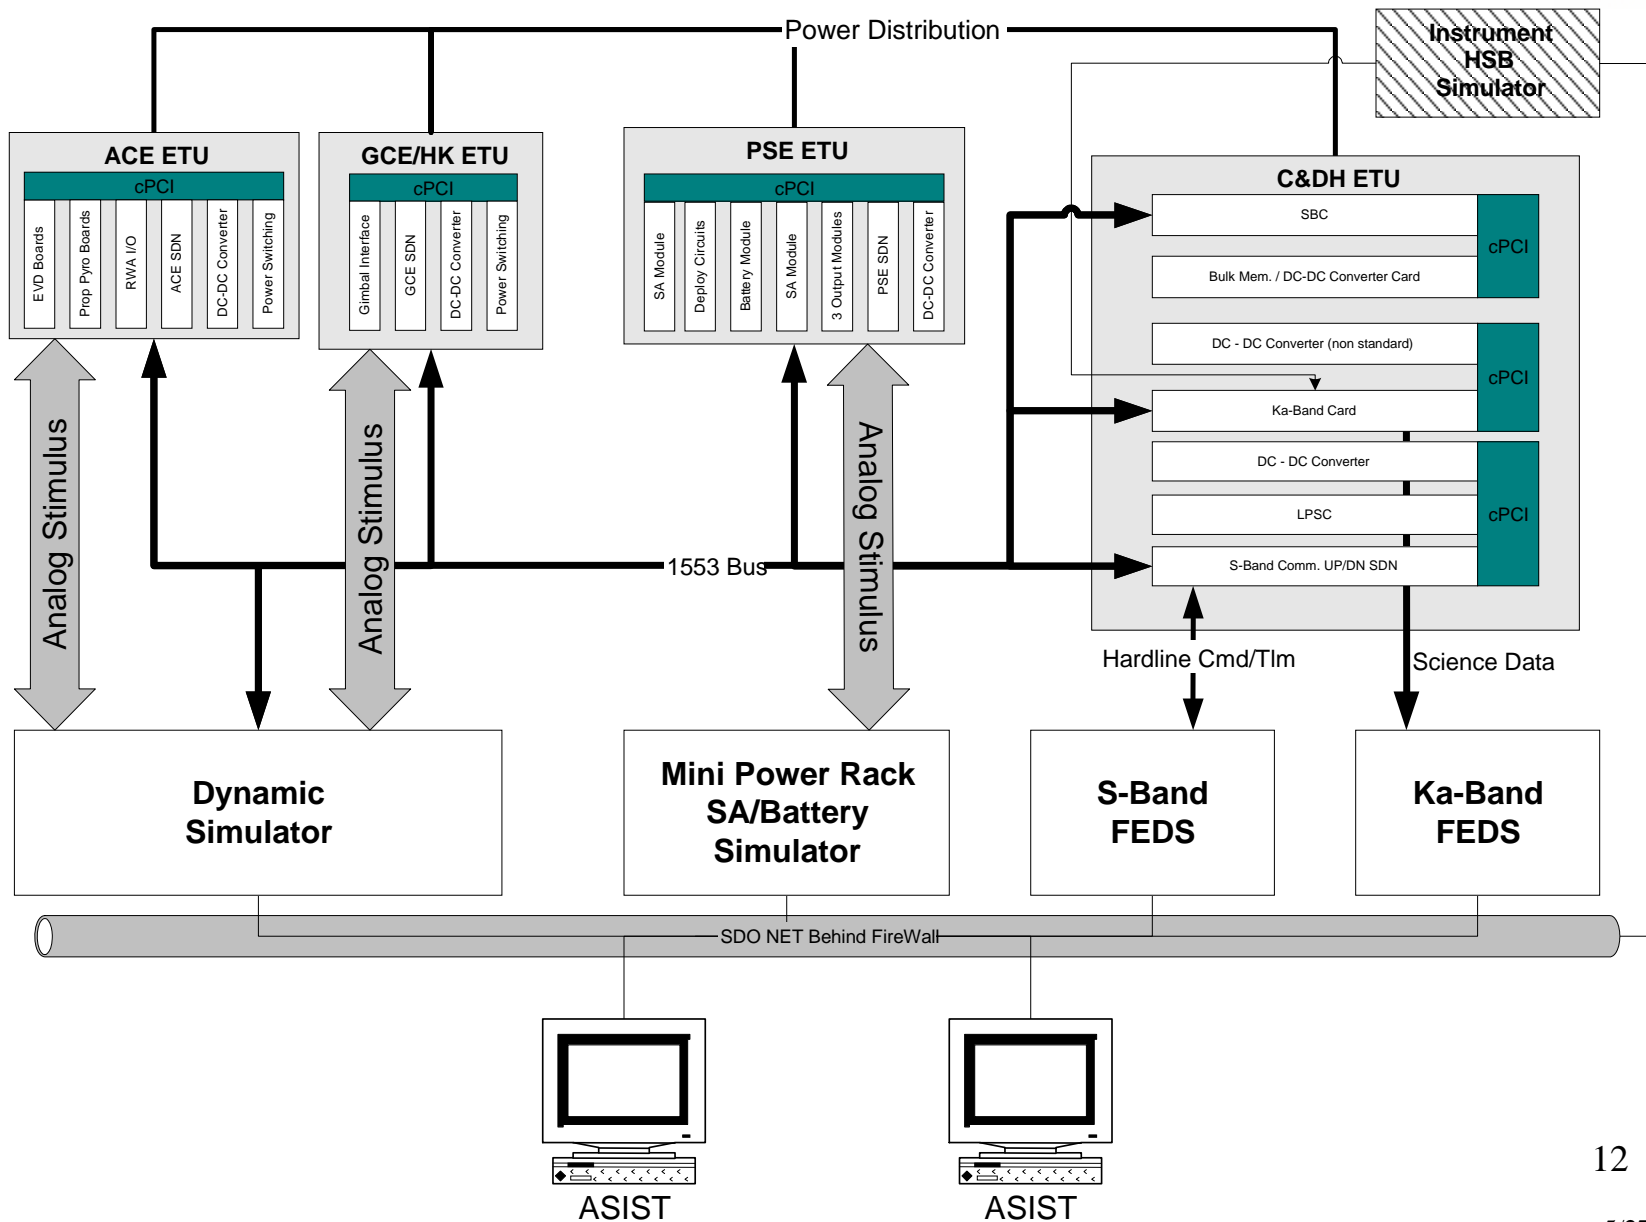 Power Distribution
Instrument
HSB
Simulator
ACE ETU
cPCI
EVD Boards
Prop Pyro Boards
RWA I/O
ACE SDN
DC-DC Converter
Power Switching
GCE/HK ETU
cPCI
Gimbal Interface
GCE SDN
DC-DC Converter
Power Switching
PSE ETU
cPCI
SA Module
Deploy Circuits
Battery Module
SA Module
3 Output Modules
PSE SDN
DC-DC Converter
C&DH ETU
SBC
Bulk Mem. / DC-DC Converter Card
cPCI
DC - DC Converter (non standard)
Ka-Band Card
cPCI
DC - DC Converter
LPSC
S-Band Comm. UP/DN SDN
cPCI
Analog Stimulus
Analog Stimulus
Analog Stimulus
1553 Bus
Hardline Cmd/Tlm
Science Data
Dynamic
Simulator
Mini Power Rack
SA/Battery
Simulator
S-Band
FEDS
Ka-Band
FEDS
SDO NET Behind FireWall
ASIST
ASIST
12